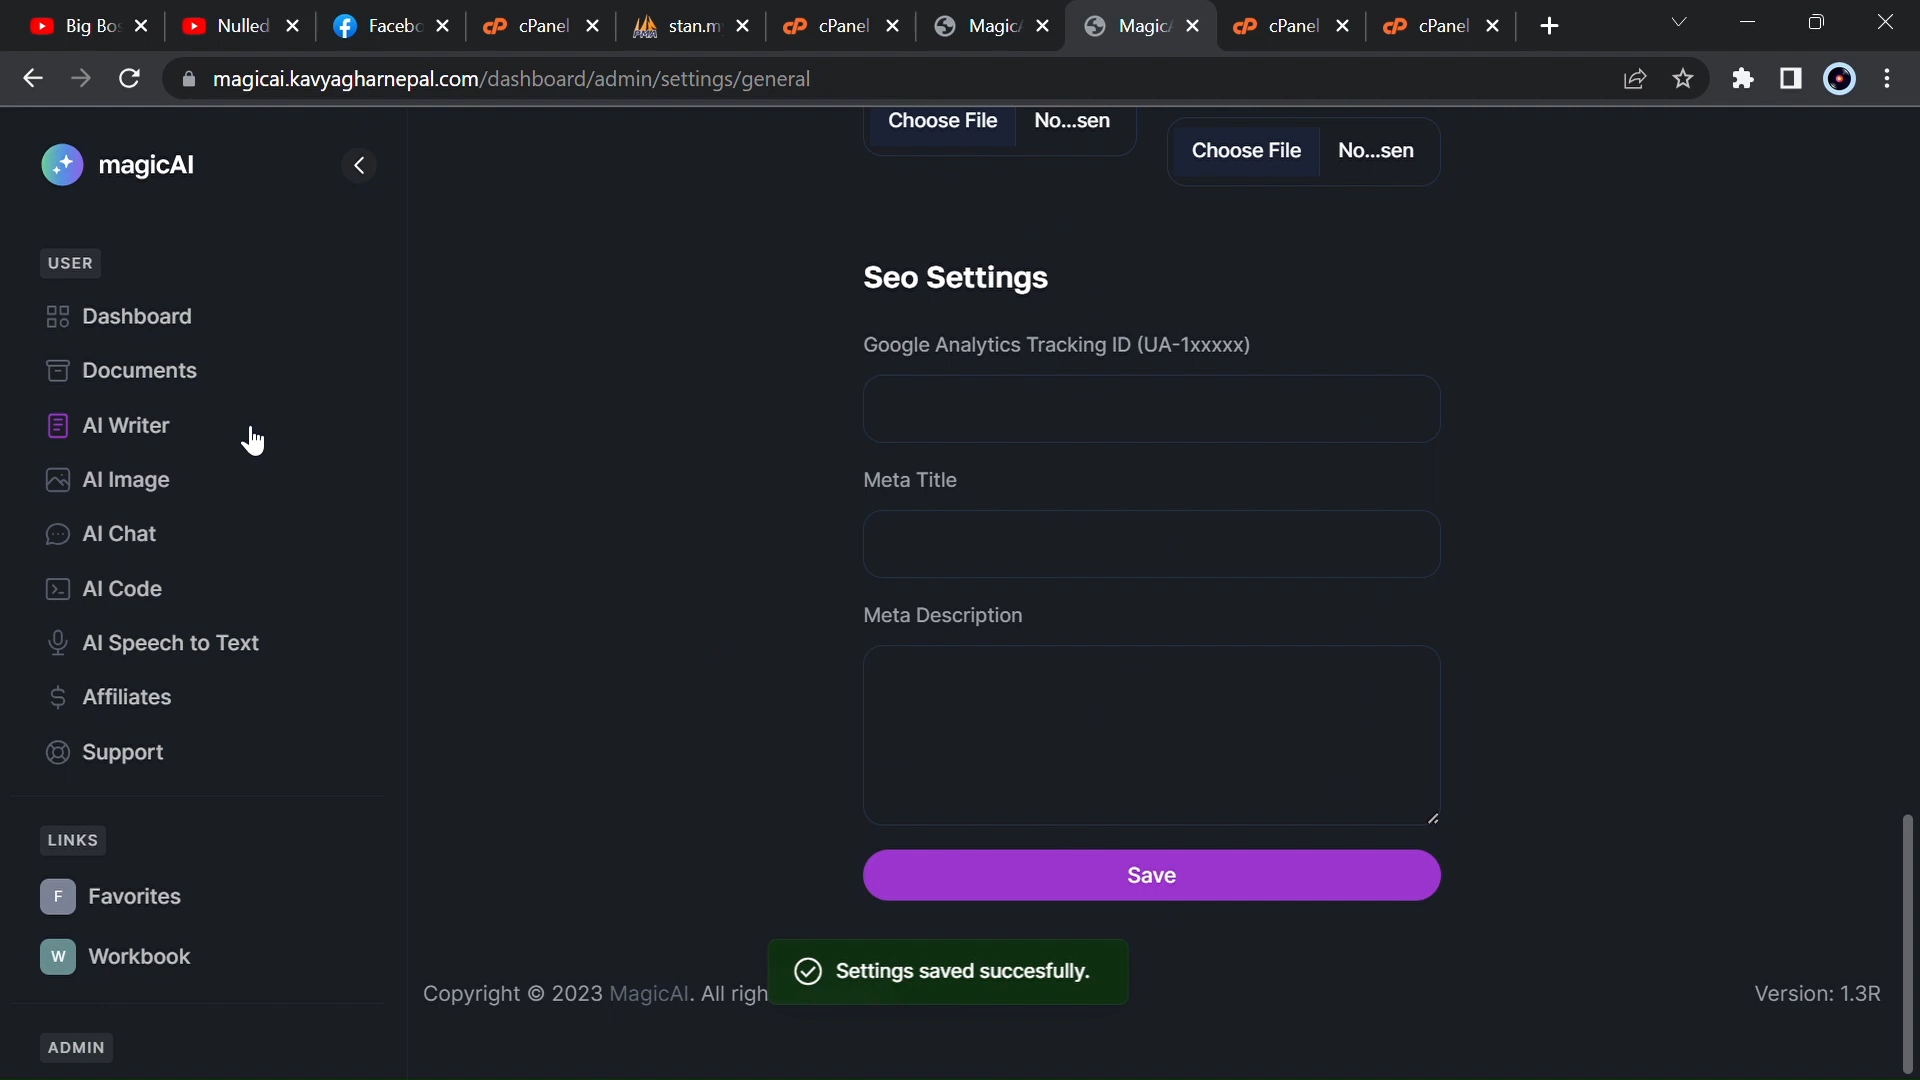 Big Bos
Nulled
Facebo
cPanel
stan.m
cPanel
MagicA
MagicA
cPanel
cPanel
magicai.kavyagharnepal.com/dashboard/admin/settings/general
magicAI
USER
Dashboard
Documents
AI Writer
AI Image
AI Chat
AI Code
AI Speech to Text
Affiliates
Support
LINKS
F Favorites
W Workbook
ADMIN
Choose File No...sen
Choose File No...sen
Seo Settings
Google Analytics Tracking ID (UA-1xxxxx)
Meta Title
Meta Description
Save
Settings saved succesfully.
Copyright © 2023 MagicAI. All righ
Version: 1.3R